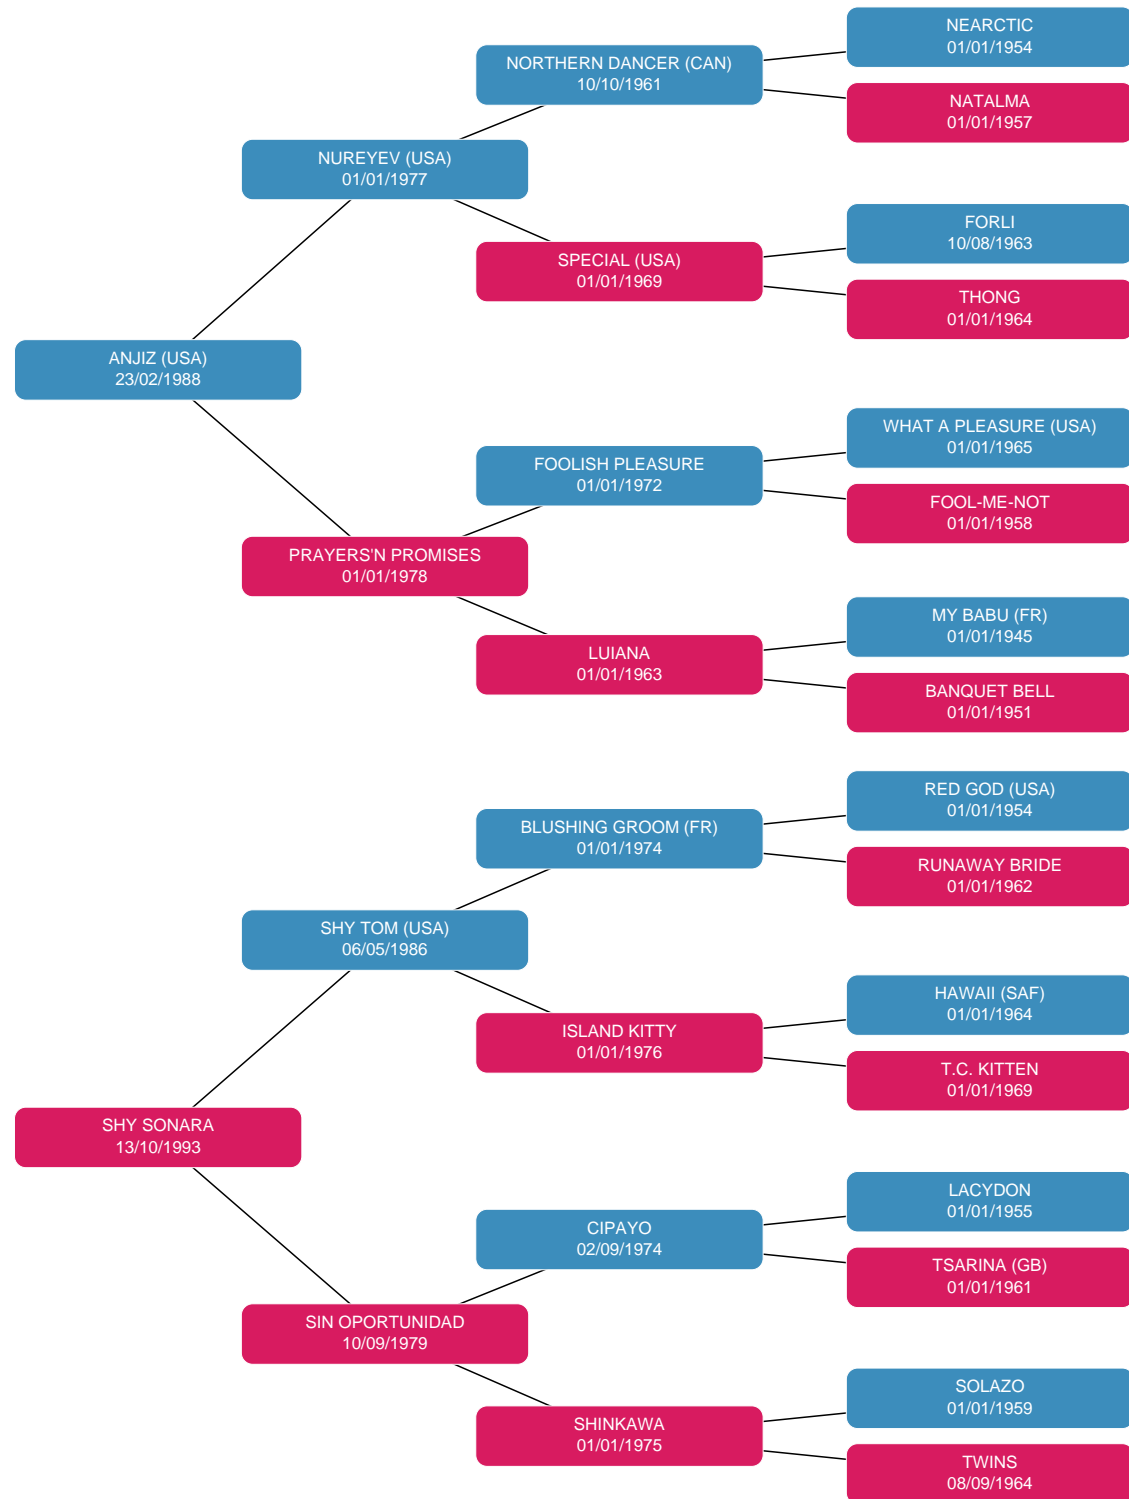 NEARCTIC
01/01/1954
NORTHERN DANCER (CAN)
10/10/1961
NATALMA
01/01/1957
NUREYEV (USA)
01/01/1977
FORLI
10/08/1963
SPECIAL (USA)
01/01/1969
THONG
01/01/1964
ANJIZ (USA)
23/02/1988
WHAT A PLEASURE (USA)
01/01/1965
FOOLISH PLEASURE
01/01/1972
FOOL-ME-NOT
01/01/1958
PRAYERS'N PROMISES
01/01/1978
MY BABU (FR)
01/01/1945
LUIANA
01/01/1963
BANQUET BELL
01/01/1951
RED GOD (USA)
01/01/1954
BLUSHING GROOM (FR)
01/01/1974
RUNAWAY BRIDE
01/01/1962
SHY TOM (USA)
06/05/1986
HAWAII (SAF)
01/01/1964
ISLAND KITTY
01/01/1976
T.C. KITTEN
01/01/1969
SHY SONARA
13/10/1993
LACYDON
01/01/1955
CIPAYO
02/09/1974
TSARINA (GB)
01/01/1961
SIN OPORTUNIDAD
10/09/1979
SOLAZO
01/01/1959
SHINKAWA
01/01/1975
TWINS
08/09/1964